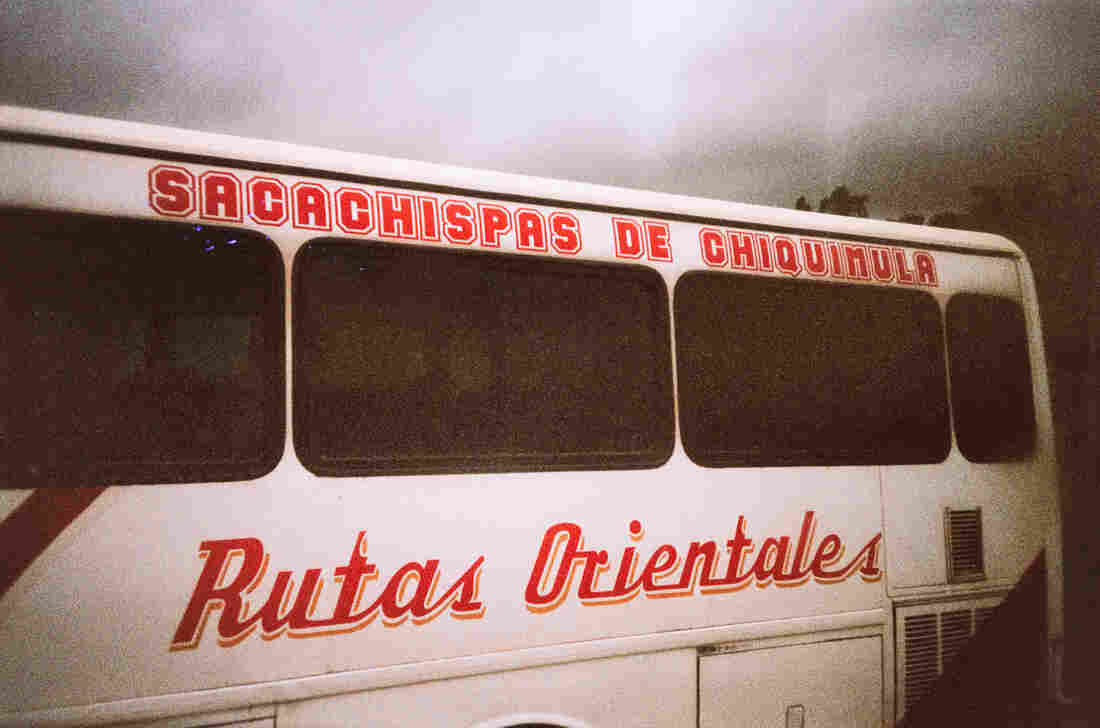 SACACHISPAS DE CHIQUIMULA
Rutas Orientales